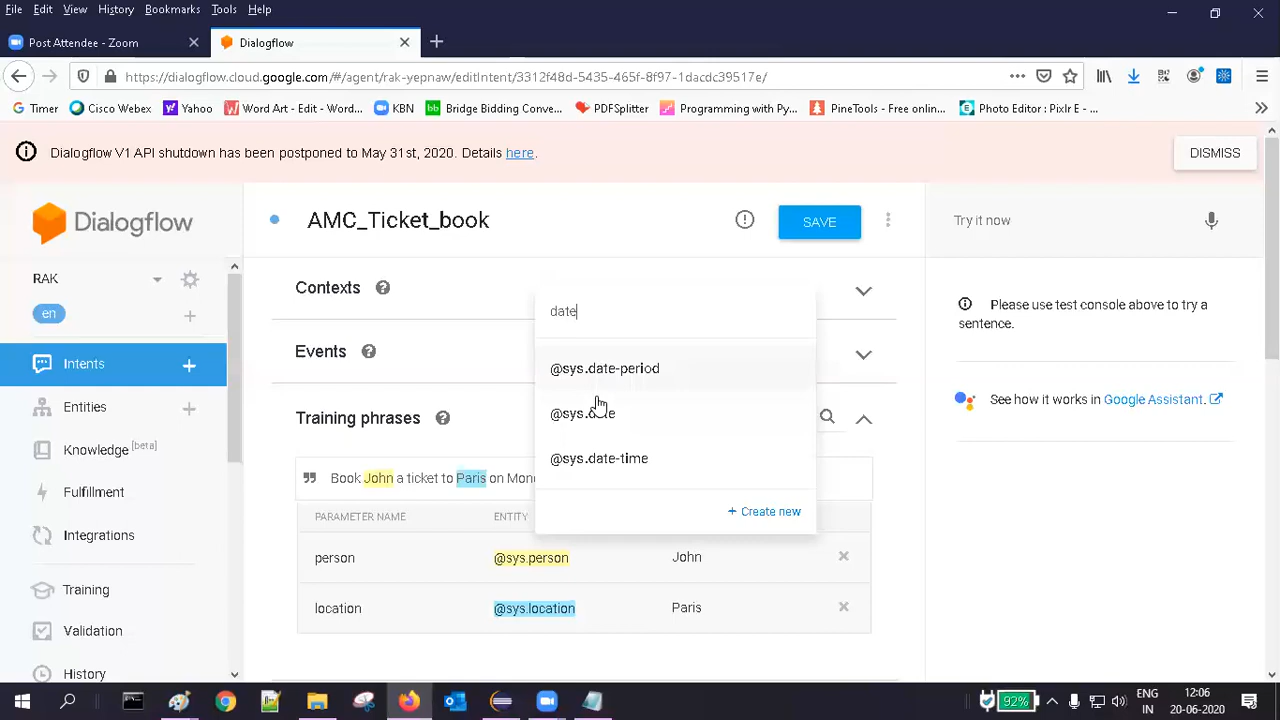 File Edit View History Bookmarks Tools Help
Post Attendee - Zoom
Dialogflow
https://dialogflow.cloud.google.com/#/agent/rak-yepnaw/editIntent/3312f48d-5435-465f-8f97-1dacdc39517e/
Timer Cisco Webex Yahoo Word Art - Edit - Word... KBN Bridge Bidding Conve... PDFSplitter Programming with Py... PineTools - Free onlin... Photo Editor : Pixlr E - ...
Dialogflow V1 API shutdown has been postponed to May 31st, 2020. Details here.
DISMISS
Dialogflow
AMC_Ticket_book
SAVE
Try it now
RAK
en
Contexts
date
Please use test console above to try a
sentence.
Events
Intents
@sys.date-period
Entities
@sys.date
See how it works in Google Assistant.
Training phrases
Knowledge [beta]
@sys.date-time
Book John a ticket to Paris on Mon
Fulfillment
PARAMETER NAME ENTITY
+ Create new
Integrations
person @sys.person John
Training
location @sys.location Paris
Validation
History
92%
ENG
IN
12:06
20-06-2020